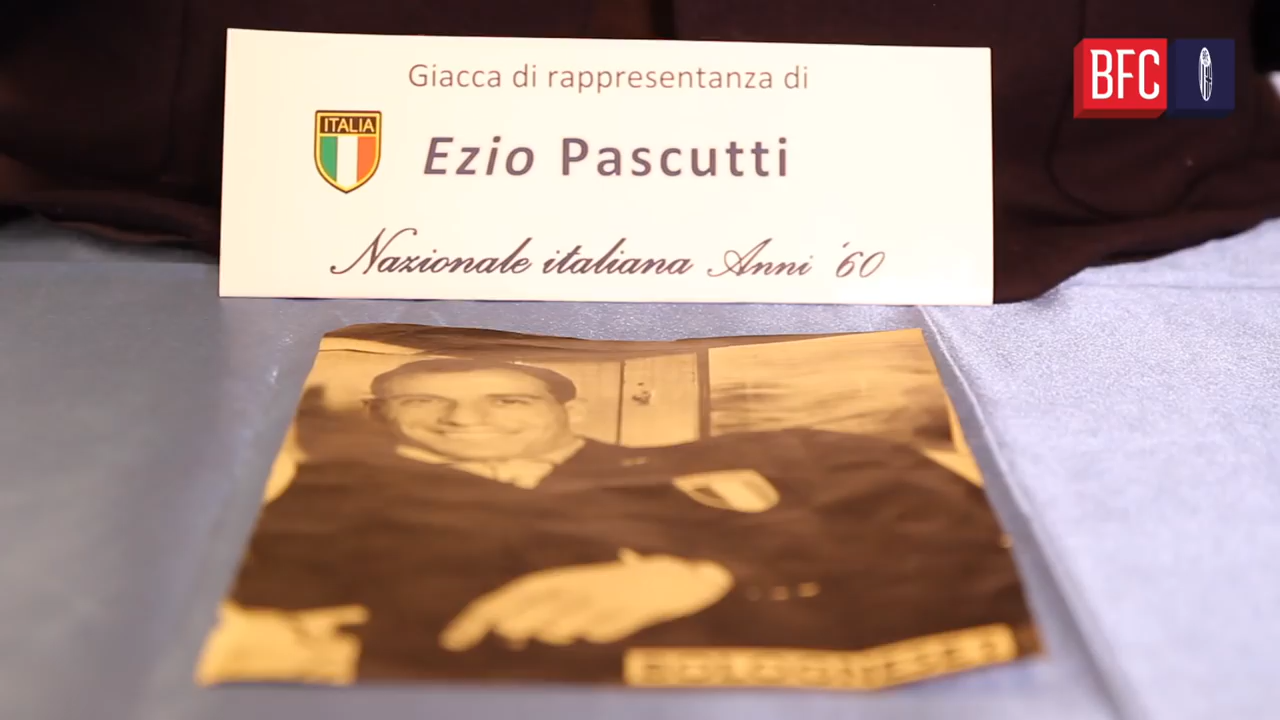 Giacca di rappresentanza di
ITALIA
Ezio Pascutti
Nazionale italiana Anni '60
BFC